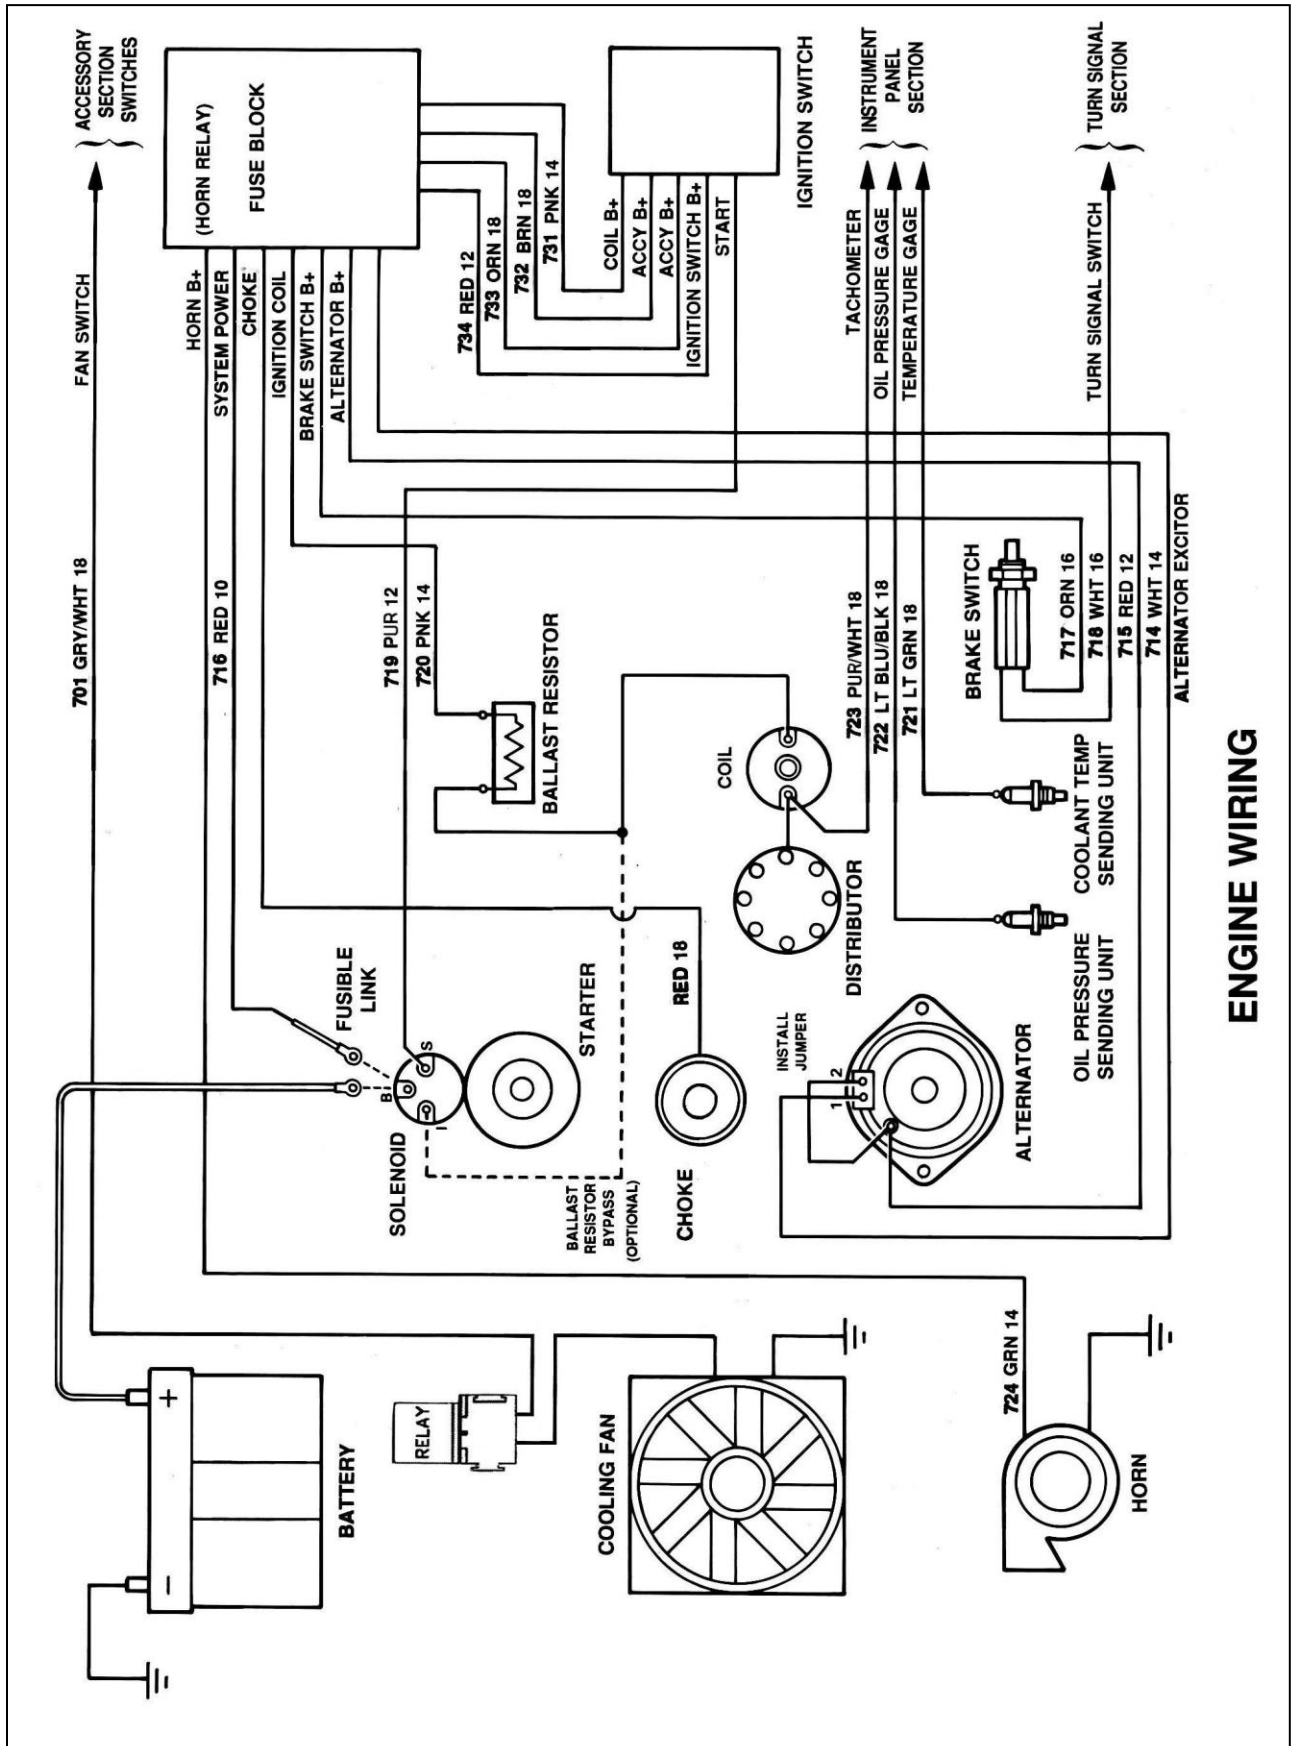 ACCESSORY
SECTION
SWITCHES
FAN SWITCH
701 GRY/WHT 18
(HORN RELAY)
FUSE BLOCK
HORN B+
SYSTEM POWER
CHOKE
IGNITION COIL
BRAKE SWITCH B+
ALTERNATOR B+
734 RED 12
733 ORN 18
732 BRN 18
731 PNK 14
COIL B+
ACCY B+
ACCY B+
IGNITION SWITCH B+
START
IGNITION SWITCH
INSTRUMENT
PANEL
SECTION
TACHOMETER
OIL PRESSURE GAGE
TEMPERATURE GAGE
TURN SIGNAL
SECTION
TURN SIGNAL SWITCH
716 RED 10
719 PUR 12
720 PNK 14
BALLAST RESISTOR
COIL
723 PUR/WHT 18
722 LT BLU/BLK 18
721 LT GRN 18
BRAKE SWITCH
717 ORN 16
718 WHT 16
715 RED 12
714 WHT 14
ALTERNATOR EXCITOR
FUSIBLE
LINK
S
B
I
SOLENOID
STARTER
BALLAST
RESISTOR
BYPASS
(OPTIONAL)
RED 18
CHOKE
DISTRIBUTOR
INSTALL
JUMPER
1 2
ALTERNATOR
COOLANT TEMP
SENDING UNIT
OIL PRESSURE
SENDING UNIT
+
−
BATTERY
RELAY
COOLING FAN
724 GRN 14
HORN
ENGINE WIRING